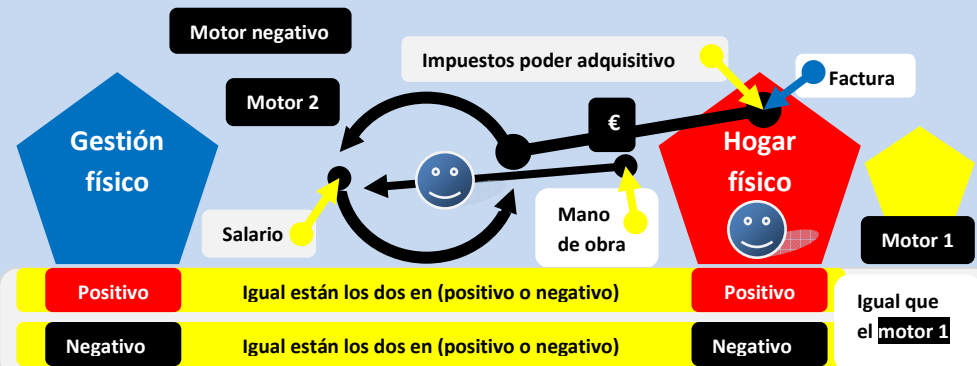 Motor negativo
Impuestos poder adquisitivo
Factura
Motor 2
€
Gestión
físico
Hogar
físico
Salario
Mano
de obra
Motor 1
Positivo
Igual están los dos en (positivo o negativo)
Positivo
Igual que
el motor 1
Negativo
Igual están los dos en (positivo o negativo)
Negativo